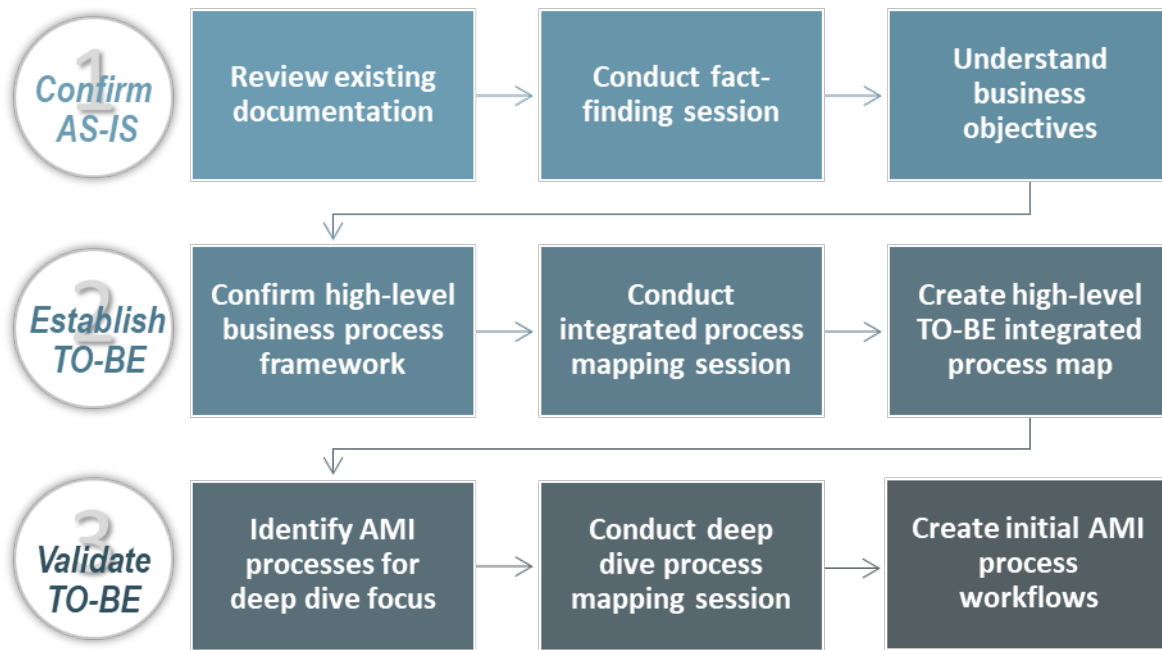 1
Confirm
AS-IS
Review existing
documentation
Conduct fact-
finding session
Understand
business
objectives
2
Establish
TO-BE
Confirm high-level
business process
framework
Conduct
integrated process
mapping session
Create high-level
TO-BE integrated
process map
3
Validate
TO-BE
Identify AMI
processes for
deep dive focus
Conduct deep
dive process
mapping session
Create initial AMI
process
workflows